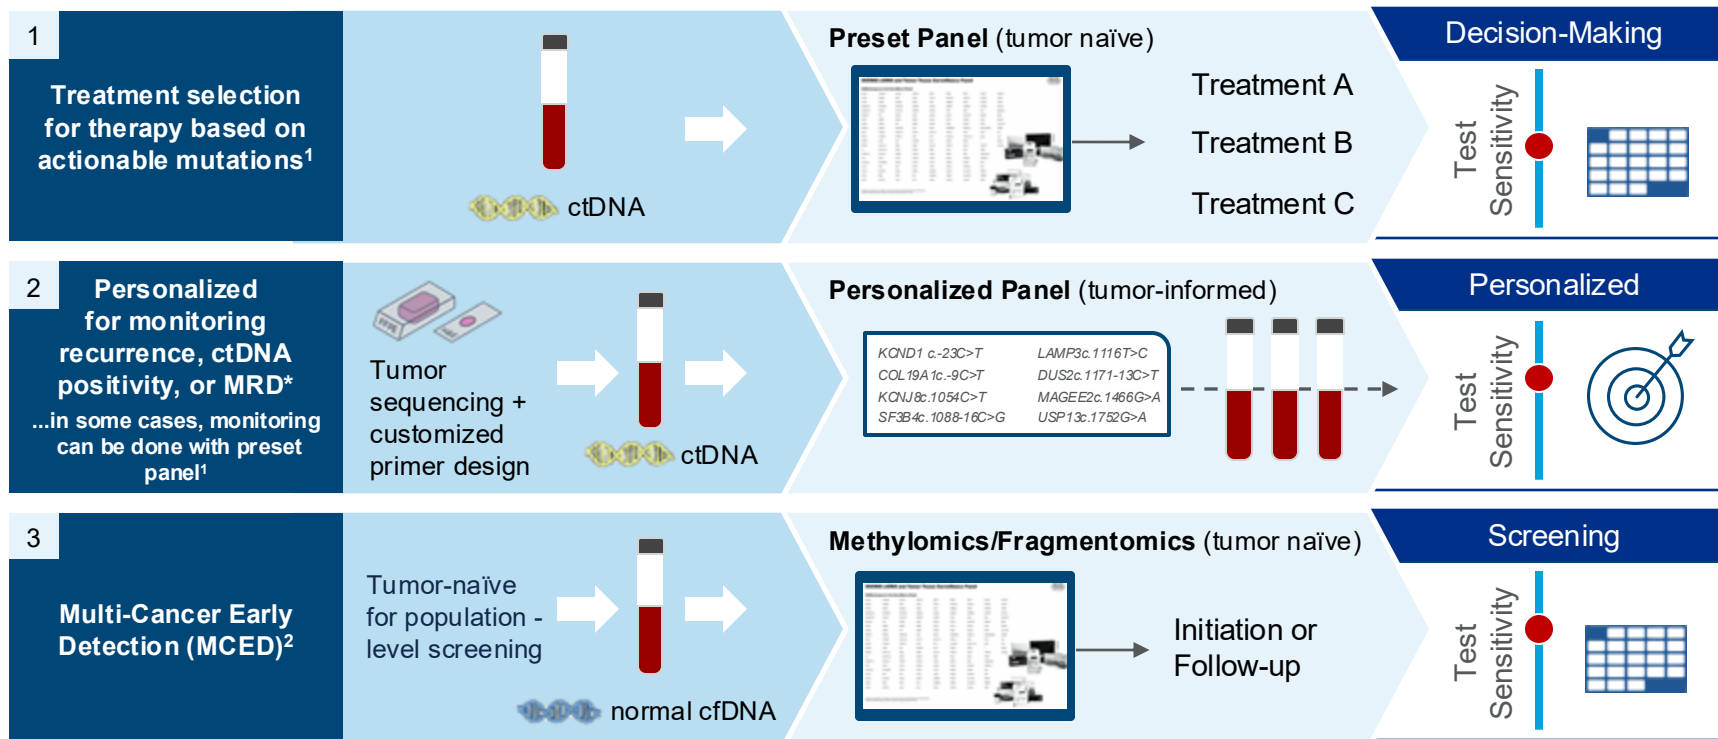 1
Treatment selection
for therapy based on
actionable mutations1
ctDNA
Preset Panel (tumor naïve)
Treatment A
Treatment B
Treatment C
Decision-Making
Test
Sensitivity
2
Personalized
for monitoring
recurrence, ctDNA
positivity, or MRD*
...in some cases, monitoring
can be done with preset
panel1
Tumor
sequencing +
customized
primer design
ctDNA
Personalized Panel (tumor-informed)
KCND1 c.-23C>T
COL19A1c.-9C>T
KCNJ8c.1054C>T
SF3B4c.1088-16C>G
LAMP3c.1116T>C
DUS2c.1171-13C>T
MAGEE2c.1466G>A
USP13c.1752G>A
Personalized
Test
Sensitivity
3
Multi-Cancer Early
Detection (MCED)2
Tumor-naïve
for population -
level screening
normal cfDNA
Methylomics/Fragmentomics (tumor naïve)
Initiation or
Follow-up
Screening
Test
Sensitivity